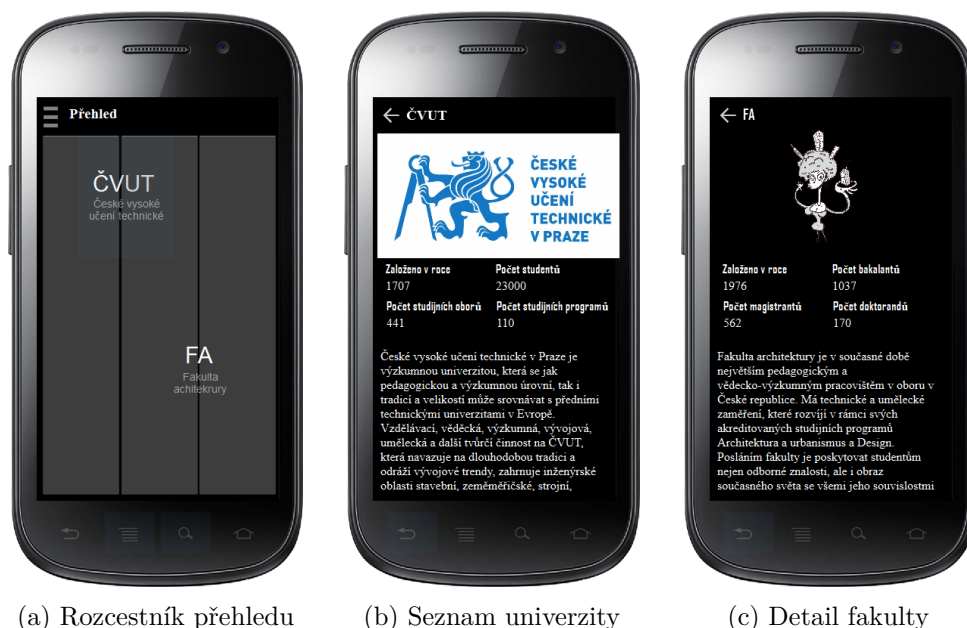 Přehled
ČVUT
České vysoké
učení technické
FA
Fakulta
achitekrury
(a) Rozcestník přehledu
ČVUT
ČESKÉ
VYSOKÉ
UČENÍ
TECHNICKÉ
V PRAZE
Založeno v roce Počet studentů
1707 23000
Počet studijních oborů Počet studijních programů
441 110
České vysoké učení technické v Praze je
výzkumnou univerzitou, která se jak
pedagogickou a výzkumnou úrovní, tak i
tradicí a velikostí může srovnávat s předními
technickými univerzitami v Evropě.
Vzdělávací, věděcká, výzkumná, vývojová,
umělecká a další tvůrčí činnost na ČVUT,
která navazuje na dlouhodobou tradici a
odráží vývojové trendy, zahrnuje inženýrské
oblasti stavební, zeměměřičské, strojní,
(b) Seznam univerzity
FA
Založeno v roce Počet bakalantů
1976 1037
Počet magistrantů Počet doktorandů
562 170
Fakulta architektury je v současné době
největším pedagogickým a
vědecko-výzkumným pracovištěm v oboru v
České republice. Má technické a umělecké
zaměření, které rozvíjí v rámci svých
akreditovaných studijních programů
Architektura a urbanismus a Design.
Posláním fakulty je poskytovat studentům
nejen odborné znalosti, ale i obraz
současného světa se všemi jeho souvislostmi
(c) Detail fakulty